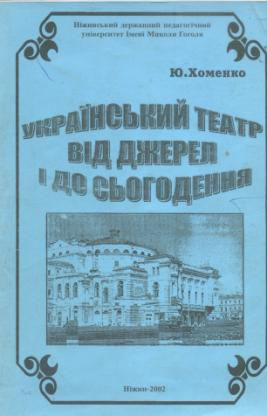 Ніжинський державний педагогічний
університет імені Миколи Гоголя
Ю.Хоменко
УКРАЇНСЬКИЙ ТЕАТР
ВІД ДЖЕРЕЛ
І ДО СЬОГОДЕННЯ
Ніжин-2002